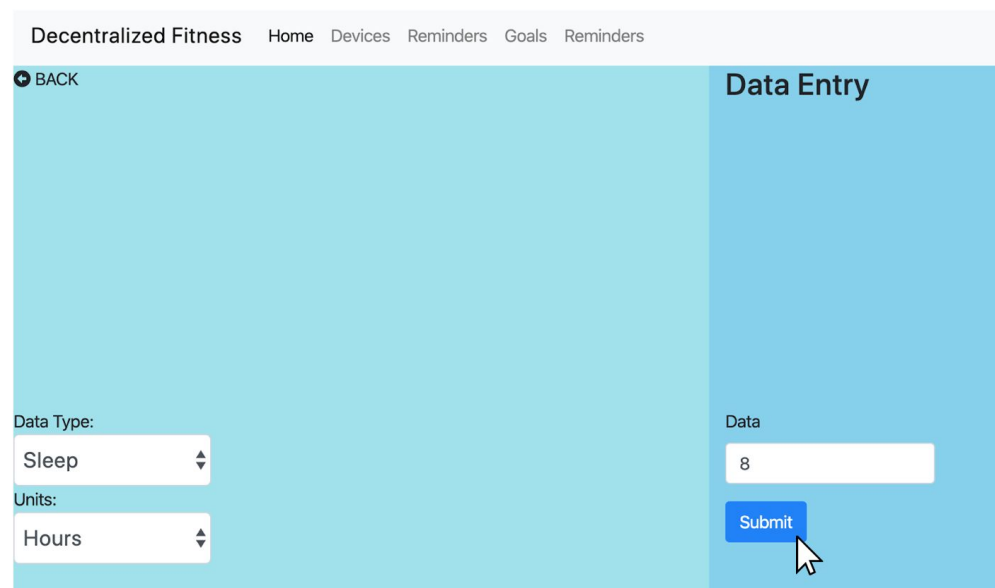 Decentralized Fitness Home Devices Reminders Goals Reminders
BACK
Data Entry
Data Type:
Sleep
Units:
Hours
Data
8
Submit